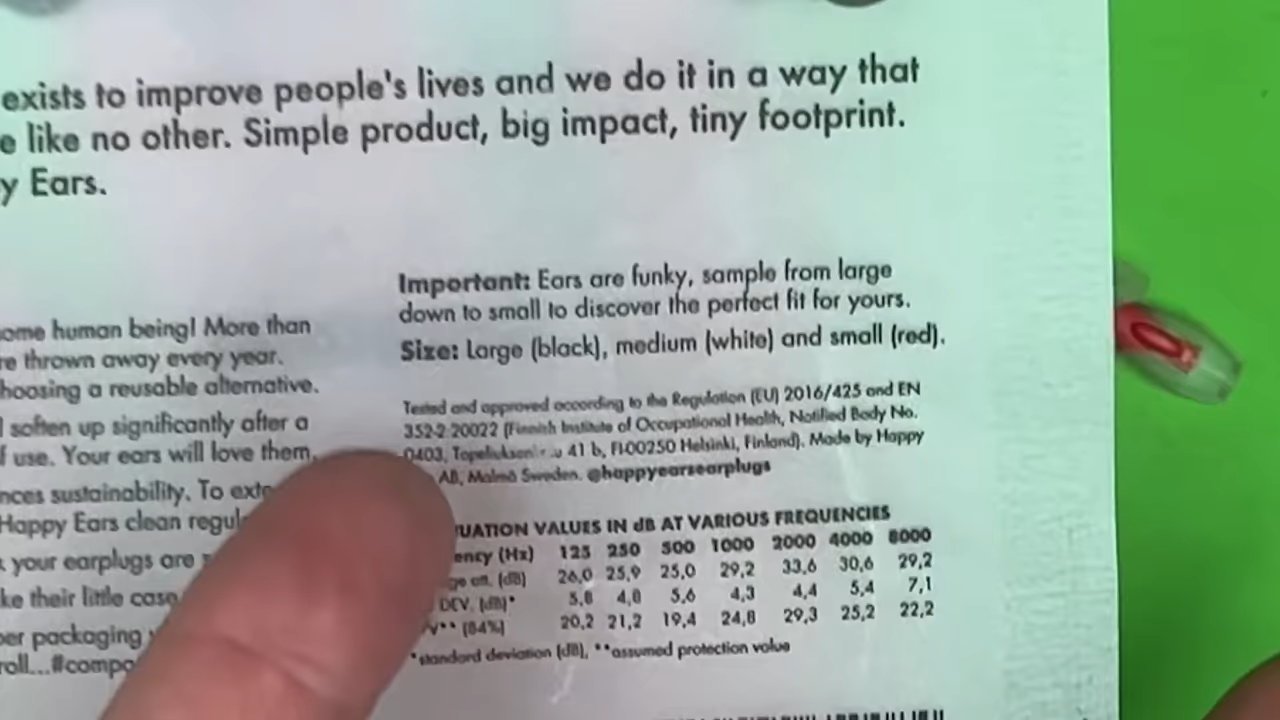 exists to improve people's lives and we do it in a way that
e like no other. Simple product, big impact, tiny footprint.
y Ears.
ome human being! More than
re thrown away every year.
hoosing a reusable alternative.
l soften up significantly after a
f use. Your ears will love them.
nces sustainability. To exte
Happy Ears clean regul
your earplugs are
ke their little case
per packaging
roll...#compo
Important: Ears are funky, sample from large
down to small to discover the perfect fit for yours.
Size: Large (black), medium (white) and small (red).
Tested and approved according to the Regulation (EU) 2016/425 and EN
352-2:20022 (Finnish Institute of Occupational Health, Notified Body No.
0403, 41 b, FI-00250 Helsinki, Finland). Made by Happy
AB, Malmö Sweden. @happyearsearplugs
UATION VALUES IN dB AT VARIOUS FREQUENCIES
ency (Hz) 125 250 500 1000 2000 4000 8000
ge att. (dB) 26,0 25,9 25,0 29,2 33,6 30,6 29,2
DEV. (dB)* 5,8 4,8 5,6 4,3 4,4 5,4 7,1
V** (84%) 20,2 21,2 19,4 24,8 29,3 25,2 22,2
*standard deviation (dB), **assumed protection value